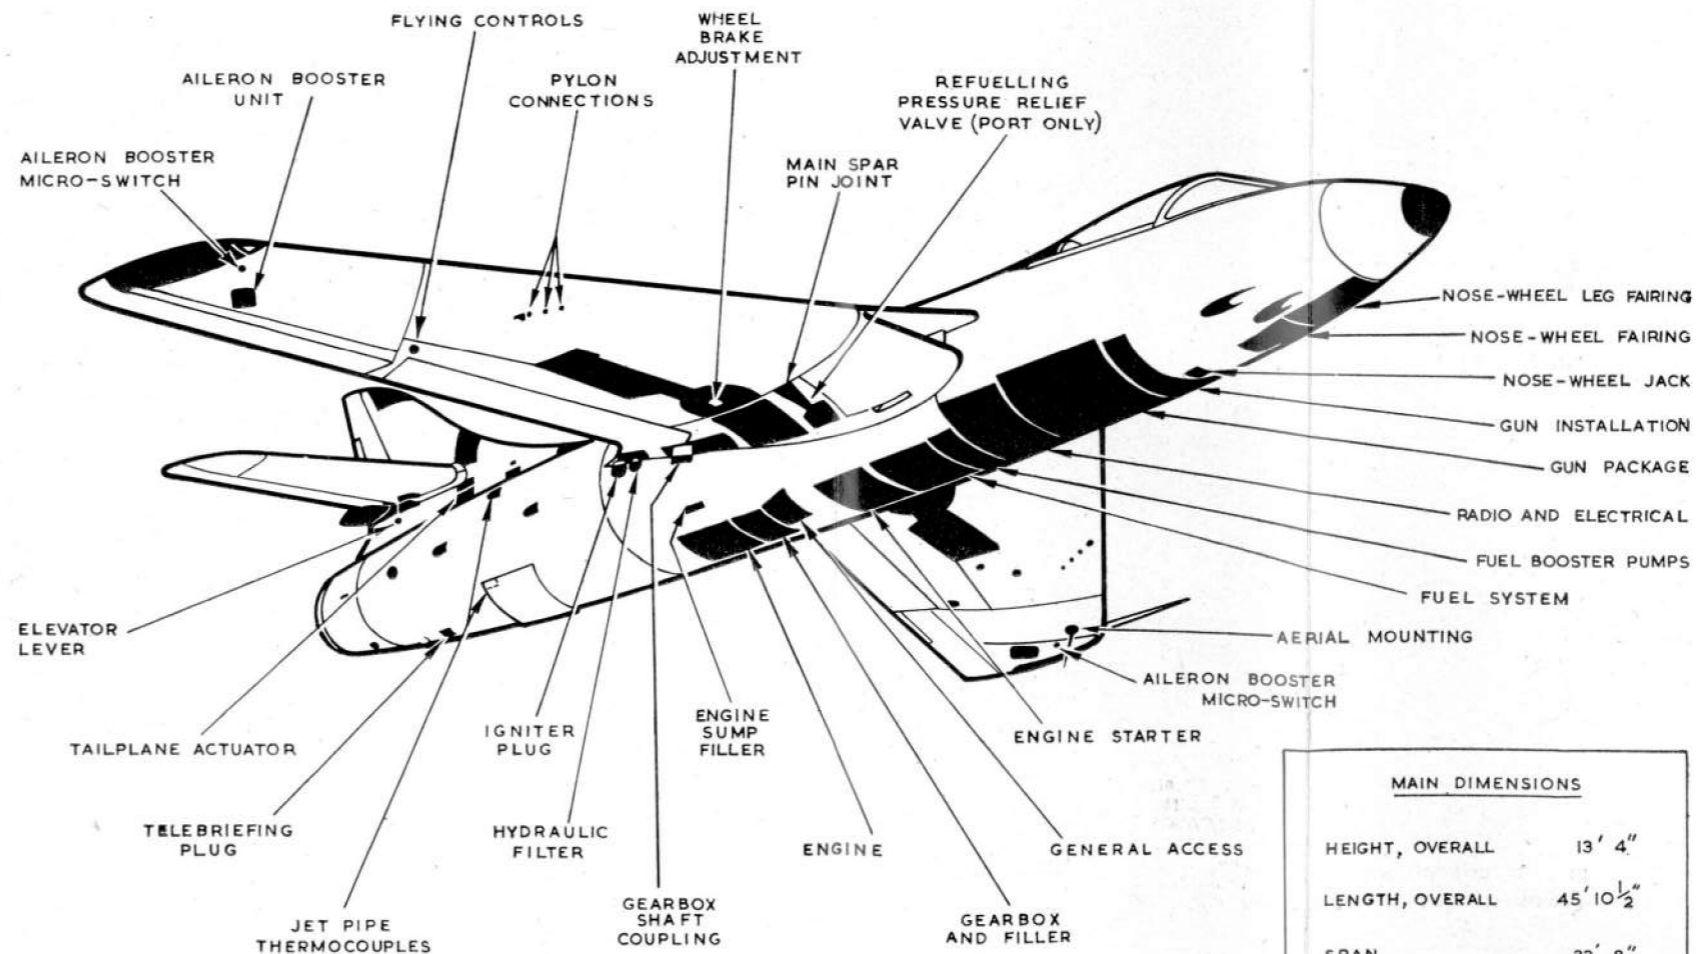 FLYING CONTROLS
WHEEL
BRAKE
ADJUSTMENT
AILERON BOOSTER
UNIT
PYLON
CONNECTIONS
REFUELLING
PRESSURE RELIEF
VALVE (PORT ONLY)
AILERON BOOSTER
MICRO-SWITCH
MAIN SPAR
PIN JOINT
NOSE-WHEEL LEG FAIRING
NOSE-WHEEL FAIRING
NOSE-WHEEL JACK
GUN INSTALLATION
GUN PACKAGE
RADIO AND ELECTRICAL
FUEL BOOSTER PUMPS
FUEL SYSTEM
AERIAL MOUNTING
AILERON BOOSTER
MICRO-SWITCH
ELEVATOR
LEVER
TAILPLANE ACTUATOR
IGNITER
PLUG
ENGINE
SUMP
FILLER
ENGINE STARTER
TELEBRIEFING
PLUG
HYDRAULIC
FILTER
ENGINE
GENERAL ACCESS
JET PIPE
THERMOCOUPLES
GEARBOX
SHAFT
COUPLING
GEARBOX
AND FILLER
MAIN DIMENSIONS
HEIGHT, OVERALL 13' 4"
LENGTH, OVERALL 45' 10½"